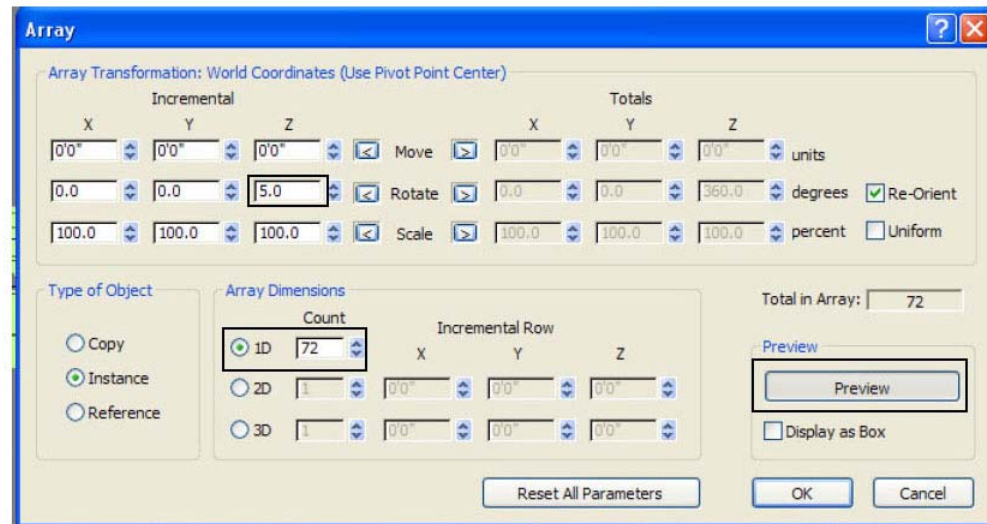 Array
Array Transformation: World Coordinates (Use Pivot Point Center)
Incremental Totals
X Y Z X Y Z
0'0" 0'0" 0'0" < Move > 0'0" 0'0" 0'0" units
0.0 0.0 5.0 < Rotate > 0.0 0.0 360.0 degrees Re-Orient
100.0 100.0 100.0 < Scale > 100.0 100.0 100.0 percent Uniform
Type of Object
Copy
Instance
Reference
Array Dimensions
Count
Incremental Row
1D 72 X Y Z
2D 1 0'0" 0'0" 0'0"
3D 1 0'0" 0'0" 0'0"
Total in Array: 72
Preview
Preview
Display as Box
Reset All Parameters OK Cancel